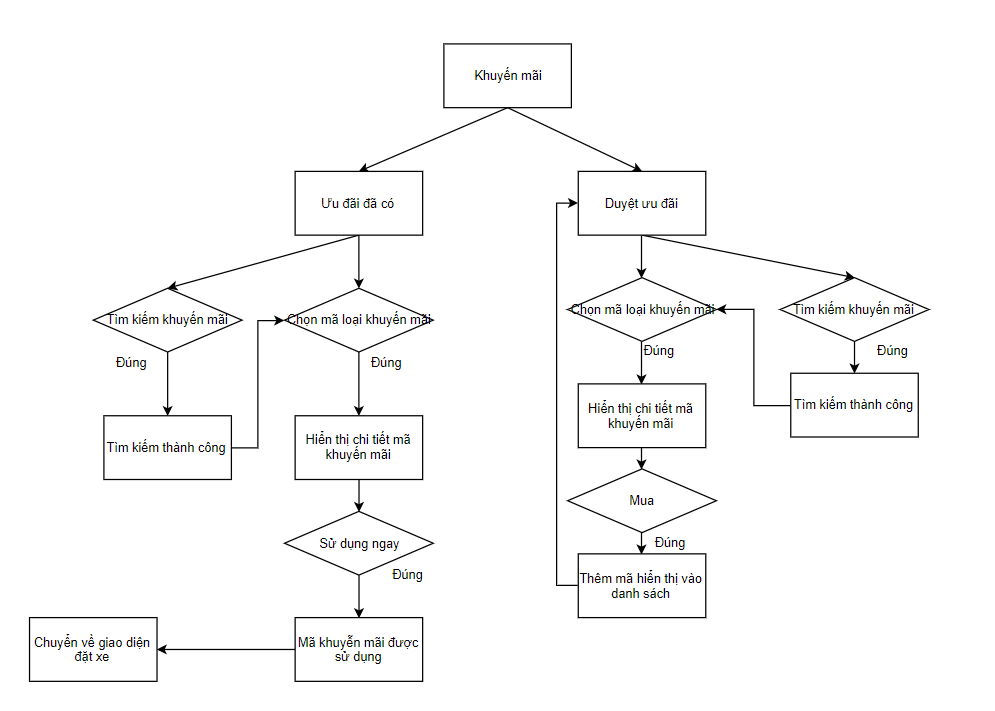 Khuyến mãi
Ưu đãi đã có
Duyệt ưu đãi
Tìm kiếm khuyến mãi
Chọn mã loại khuyến mãi
Chọn mã loại khuyến mãi
Tìm kiếm khuyến mãi
Đúng
Đúng
Đúng
Đúng
Tìm kiếm thành công
Hiển thị chi tiết mã
khuyến mãi
Hiển thị chi tiết mã
khuyến mãi
Tìm kiếm thành công
Sử dụng ngay
Mua
Đúng
Đúng
Thêm mã hiển thị vào
danh sách
Chuyển về giao diện
đặt xe
Mã khuyễn mãi được
sử dụng